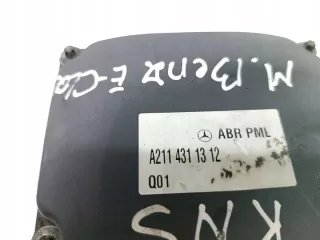 M.Benz E-Cla
ABR PML
A211 431 13 12
Q01
KNS